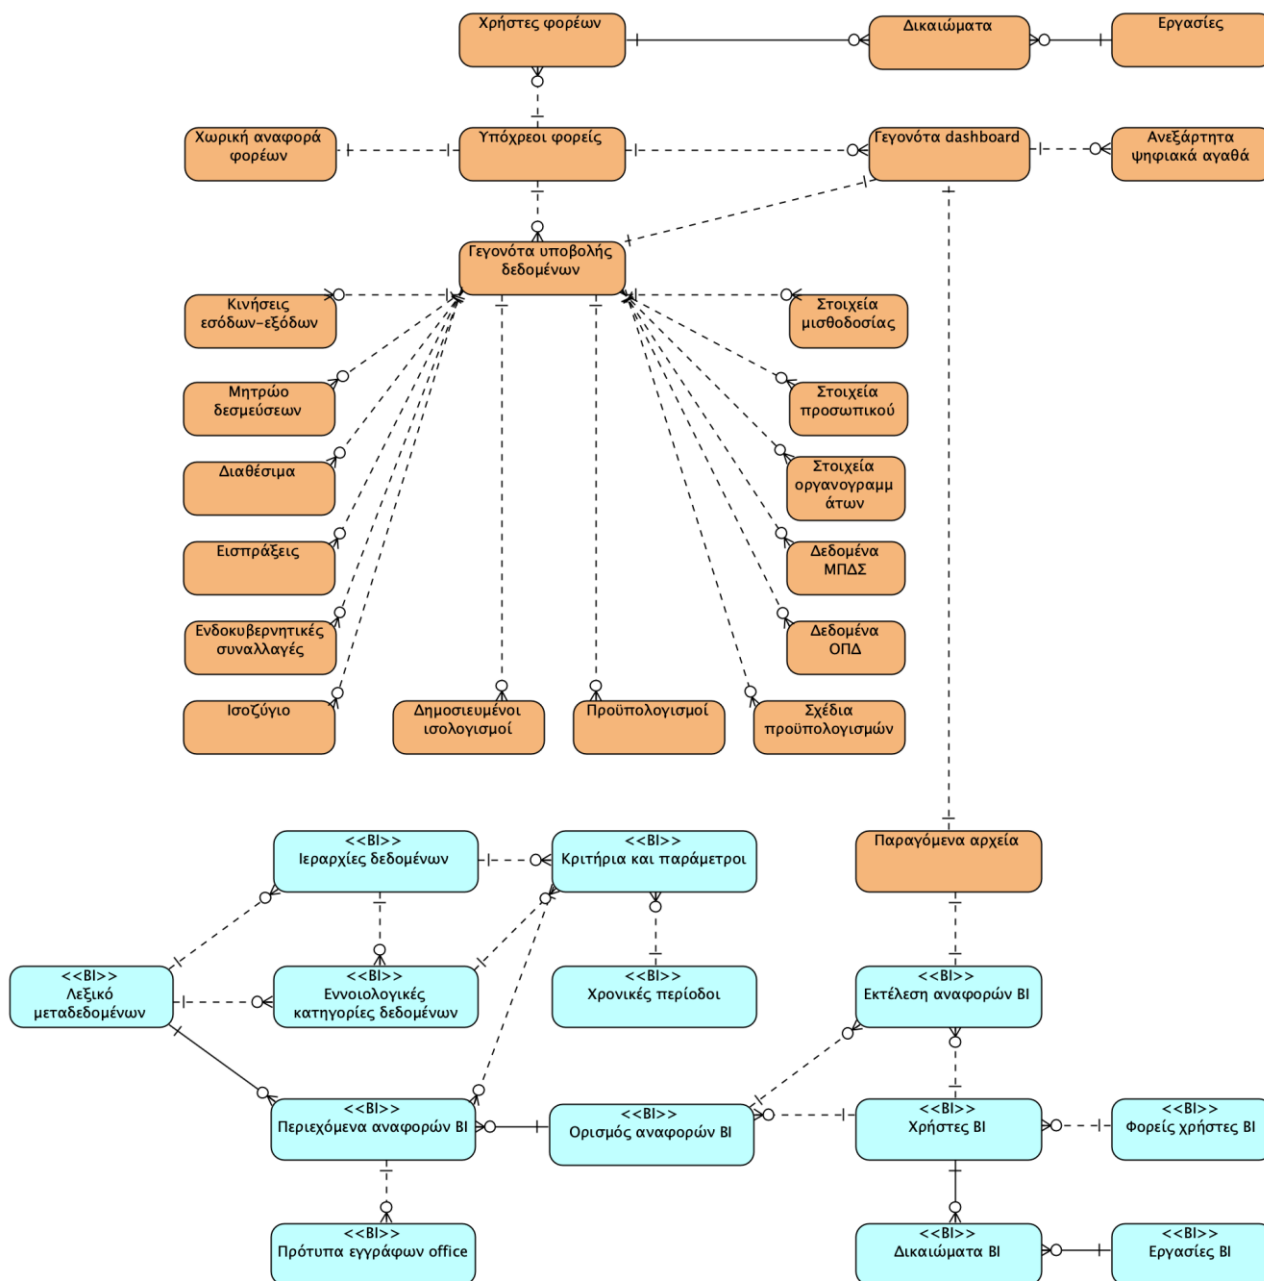 Χρήστες φορέων
Δικαιώματα
Εργασίες
Χωρική αναφορά
φορέων
Υπόχρεοι φορείς
Γεγονότα dashboard
Ανεξάρτητα
ψηφιακά αγαθά
Γεγονότα υποβολής
δεδομένων
Κινήσεις
εσόδων-εξόδων
Στοιχεία
μισθοδοσίας
Μητρώο
δεσμεύσεων
Στοιχεία
προσωπικού
Διαθέσιμα
Στοιχεία
οργανογραμμ
άτων
Εισπράξεις
Δεδομένα
ΜΠΔΣ
Ενδοκυβερνητικές
συναλλαγές
Δεδομένα
ΟΠΔ
Ισοζύγιο
Δημοσιευμένοι
ισολογισμοί
Προϋπολογισμοί
Σχέδια
προϋπολογισμών
<<BI>>
Ιεραρχίες δεδομένων
<<BI>>
Κριτήρια και παράμετροι
Παραγόμενα αρχεία
<<BI>>
Λεξικό
μεταδεδομένων
<<BI>>
Εννοιολογικές
κατηγορίες δεδομένων
<<BI>>
Χρονικές περίοδοι
<<BI>>
Εκτέλεση αναφορών BI
<<BI>>
Περιεχόμενα αναφορών BI
<<BI>>
Ορισμός αναφορών BI
<<BI>>
Χρήστες BI
<<BI>>
Φορείς χρήστες BI
<<BI>>
Πρότυπα εγγράφων office
<<BI>>
Δικαιώματα BI
<<BI>>
Εργασίες BI